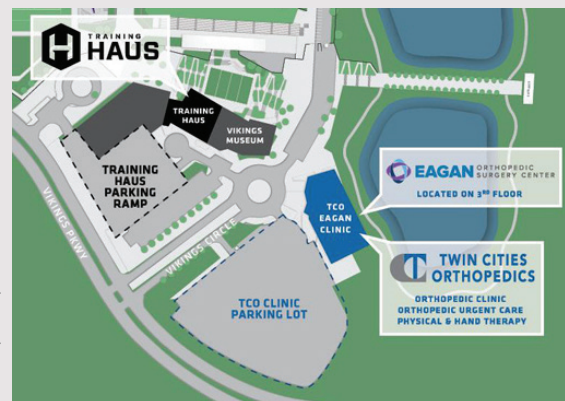 TRAINING
HAUS
TRAINING
HAUS
VIKINGS
MUSEUM
TRAINING
HAUS
PARKING
RAMP
EAGAN ORTHOPEDIC
SURGERY CENTER
LOCATED ON 3RD FLOOR
TCO
EAGAN
CLINIC
VIKINGS PKWY
VIKINGS CIRCLE
TWIN CITIES
ORTHOPEDICS
ORTHOPEDIC CLINIC
ORTHOPEDIC URGENT CARE
PHYSICAL & HAND THERAPY
TCO CLINIC
PARKING LOT